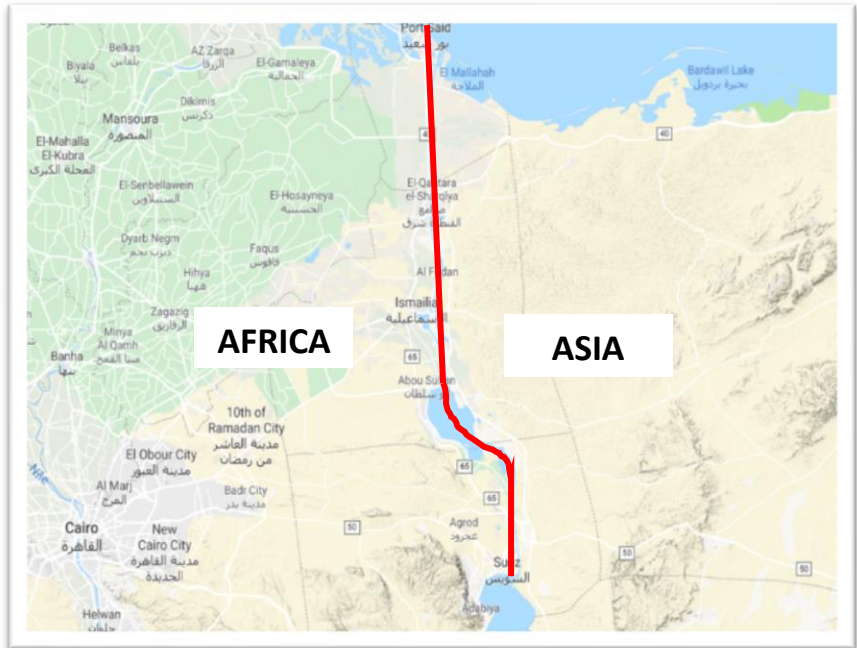 Port Said
بور سعيد
Belkas
بلقاس
AZ Zarqa
الزرقا
El-Gamaleya
الجمالية
Biyala
بيلا
El Mallahah
الملاحة
Bardawil Lake
بحيرة بردويل
Dikirnis
دكرنس
Mansoura
المنصورة
40
El-Mahalla
El-Kubra
المحلة الكبرى
El-Senbellawein
السنبلاوين
El-Hosayneya
الحسينية
El-Qantara
el-Sharqiya
القنطرة شرق
Dyarb Negm
ديرب نجم
Faqus
فاقوس
Hihya
ههيا
Al Fidan
Ismailia
الإسماعيلية
Zagazig
الزقازيق
Minya
Al Qamh
منيا القمح
AFRICA
ASIA
Banha
بنها
65
Abou Sultan
أبو سلطان
10th of
Ramadan City
مدينة العاشر
من رمضان
El Obour City
مدينة العبور
65
Nile
Al Marj
المرج
Badr City
مدينة بدر
65
Cairo
القاهرة
New
Cairo City
مدينة القاهرة
الجديدة
50
Agrod
عجرود
50
50
Suez
السويس
Adabiya
Helwan
حلوان